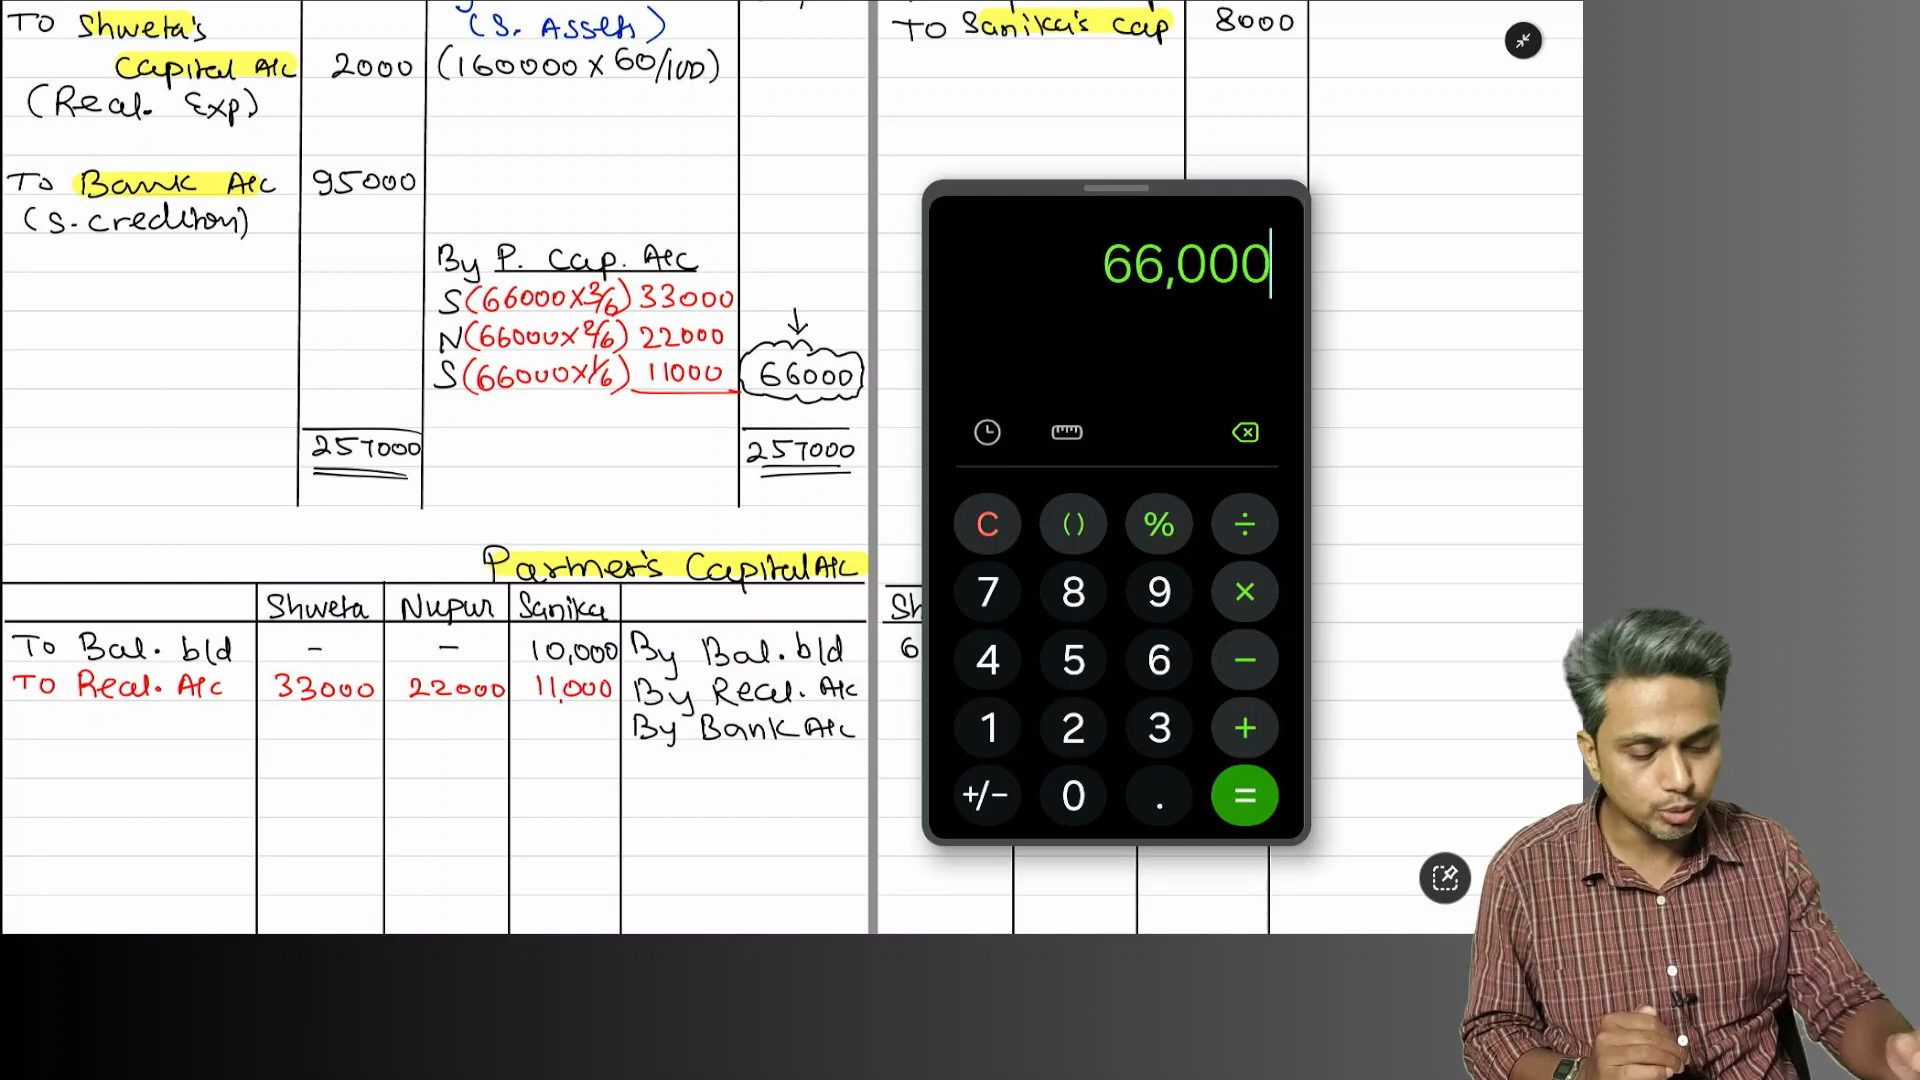 To Shweta's
Capital A/c 2000
(Real. Exp)
To Bank A/c 95000
(S. creditors)
(S. Assets)
(160000 x 60/100)
By P. Cap. A/c
S (66000x3/6) 33000
N (66000x2/6) 22000
S (66000x1/6) 11000 66000
257000 257000
To Sanika's Cap 8000
66,000
C () % ÷
7 8 9 ×
4 5 6 −
1 2 3 +
+/− 0 . =
Partner's Capital A/c
Shweta Nupur Sanika Sh
To Bal. b/d - - 10,000 By Bal. b/d 6
To Real. A/c 33000 22000 11,000 By Real. A/c
By Bank A/c